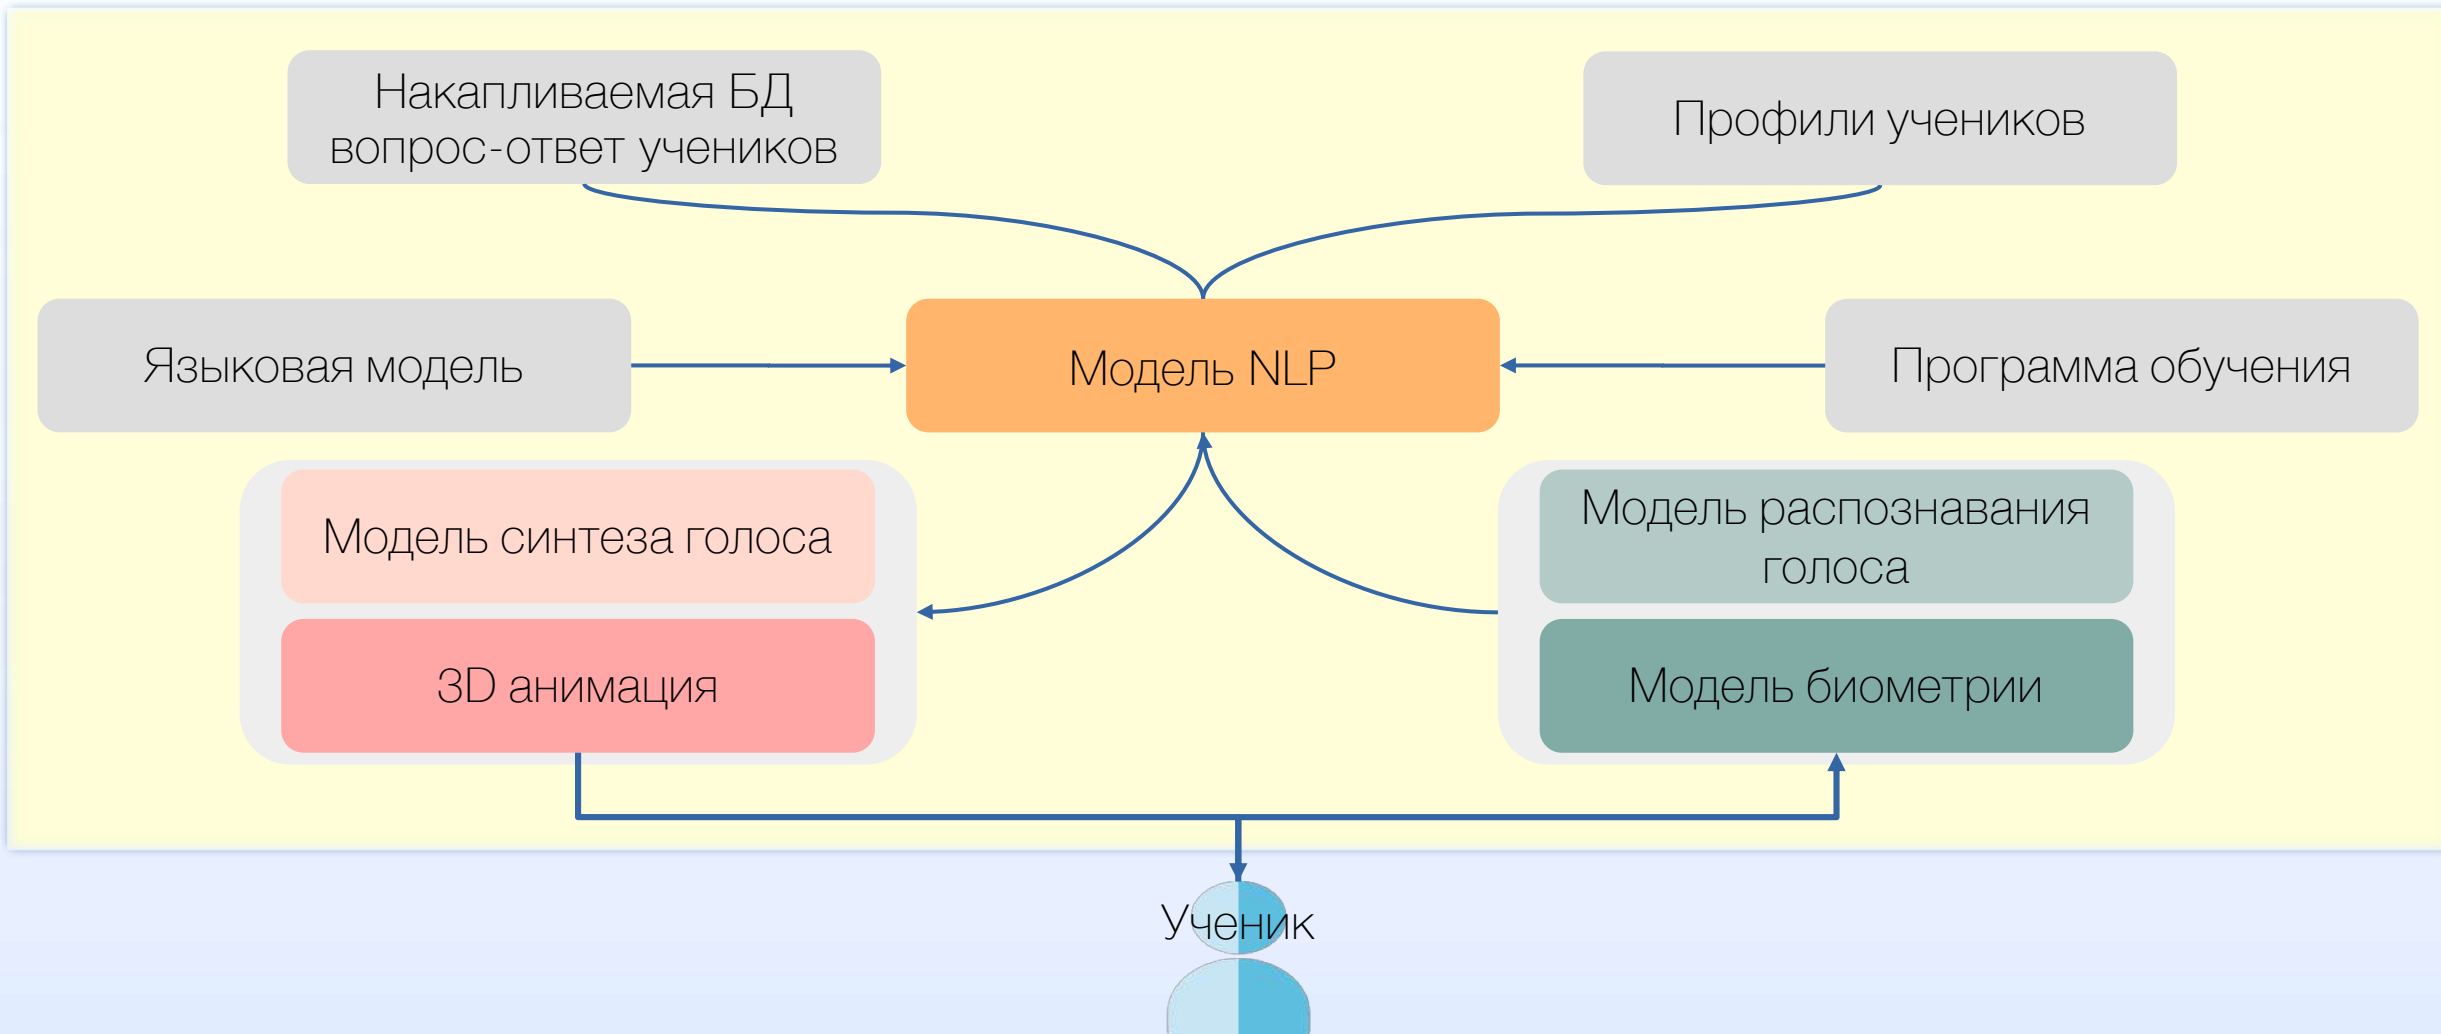 Накапливаемая БД
вопрос-ответ учеников
Профили учеников
Языковая модель
Модель NLP
Программа обучения
Модель синтеза голоса
3D анимация
Модель распознавания
голоса
Модель биометрии
Ученик